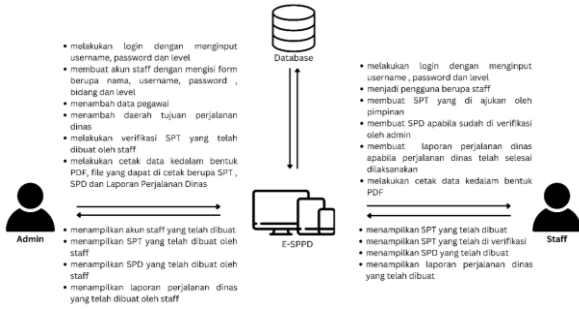 Database
• melakukan login dengan menginput
username, password dan level
• membuat akun staff dengan mengisi form
berupa nama, username, password ,
bidang dan level
• menambah data pegawai
• menambah daerah tujuan perjalanan
dinas
• melakukan verifikasi SPT yang telah
dibuat oleh staff
• melakukan cetak data kedalam bentuk
PDF, file yang dapat di cetak berupa SPT ,
SPD dan Laporan Perjalanan Dinas
• melakukan login dengan menginput
username , password dan level
• menjadi pengguna berupa staff
• membuat SPT yang di ajukan oleh
pimpinan
• membuat SPD apabila sudah di verifikasi
oleh admin
• membuat laporan perjalanan dinas
apabila perjalanan dinas telah selesai
dilaksanakan
• melakukan cetak data kedalam bentuk
PDF
Admin
E-SPPD
Staff
• menampilkan akun staff yang telah dibuat
• menampilkan SPT yang telah dibuat oleh
staff
• menampilkan SPD yang telah dibuat oleh
staff
• menampilkan laporan perjalanan dinas
yang telah dibuat oleh staff
• menampilkan SPT yang telah dibuat
• menampilkan SPT yang telah di verifikasi
• menampilkan SPD yang telah dibuat
• menampilkan laporan perjalanan dinas
yang telah dibuat